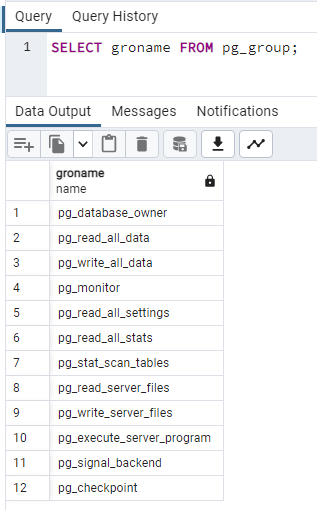 Query Query History
1 SELECT groname FROM pg_group;
Data Output Messages Notifications
groname
name
1 pg_database_owner
2 pg_read_all_data
3 pg_write_all_data
4 pg_monitor
5 pg_read_all_settings
6 pg_read_all_stats
7 pg_stat_scan_tables
8 pg_read_server_files
9 pg_write_server_files
10 pg_execute_server_program
11 pg_signal_backend
12 pg_checkpoint